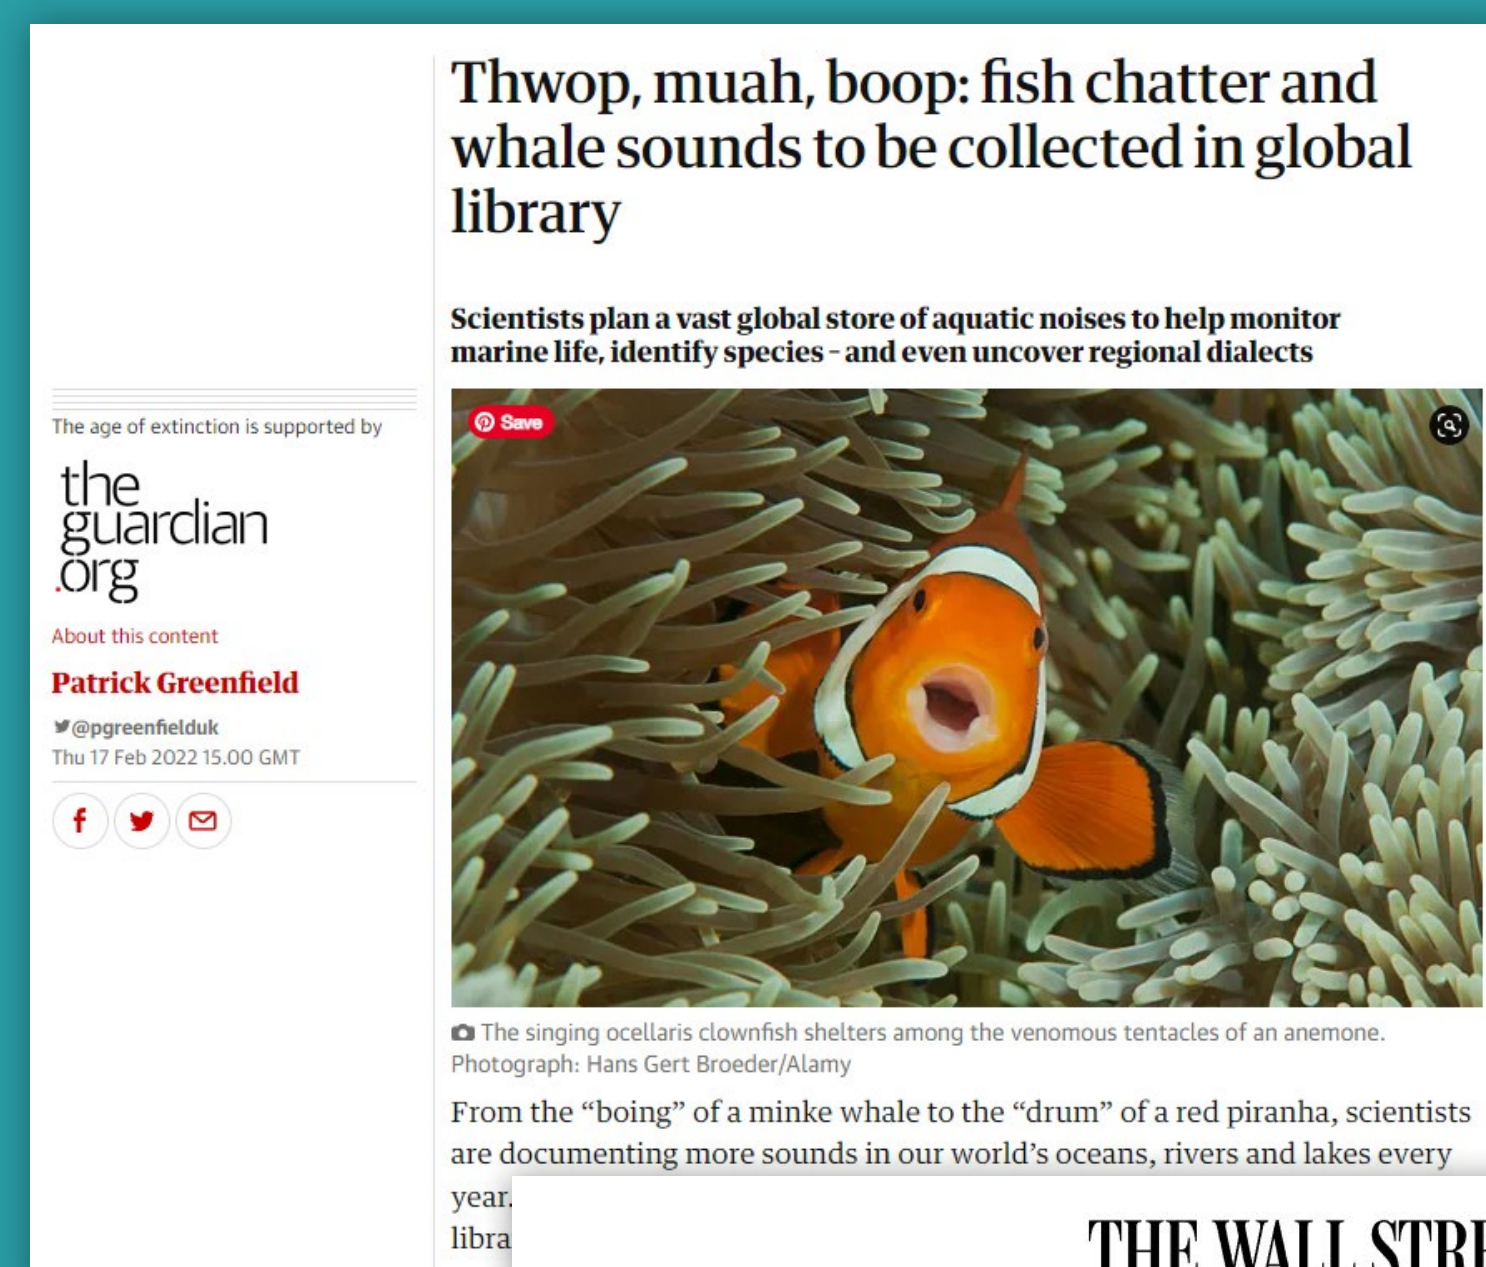 Thwop, muah, boop: fish chatter and
whale sounds to be collected in global
library
Scientists plan a vast global store of aquatic noises to help monitor
marine life, identify species – and even uncover regional dialects
The age of extinction is supported by
the
guardian
.org
About this content
Patrick Greenfield
@pgreenfielduk
Thu 17 Feb 2022 15.00 GMT
Save
The singing ocellaris clownfish shelters among the venomous tentacles of an anemone.
Photograph: Hans Gert Broeder/Alamy
From the “boing” of a minke whale to the “drum” of a red piranha, scientists
are documenting more sounds in our world’s oceans, rivers and lakes every
year.
THE WALL